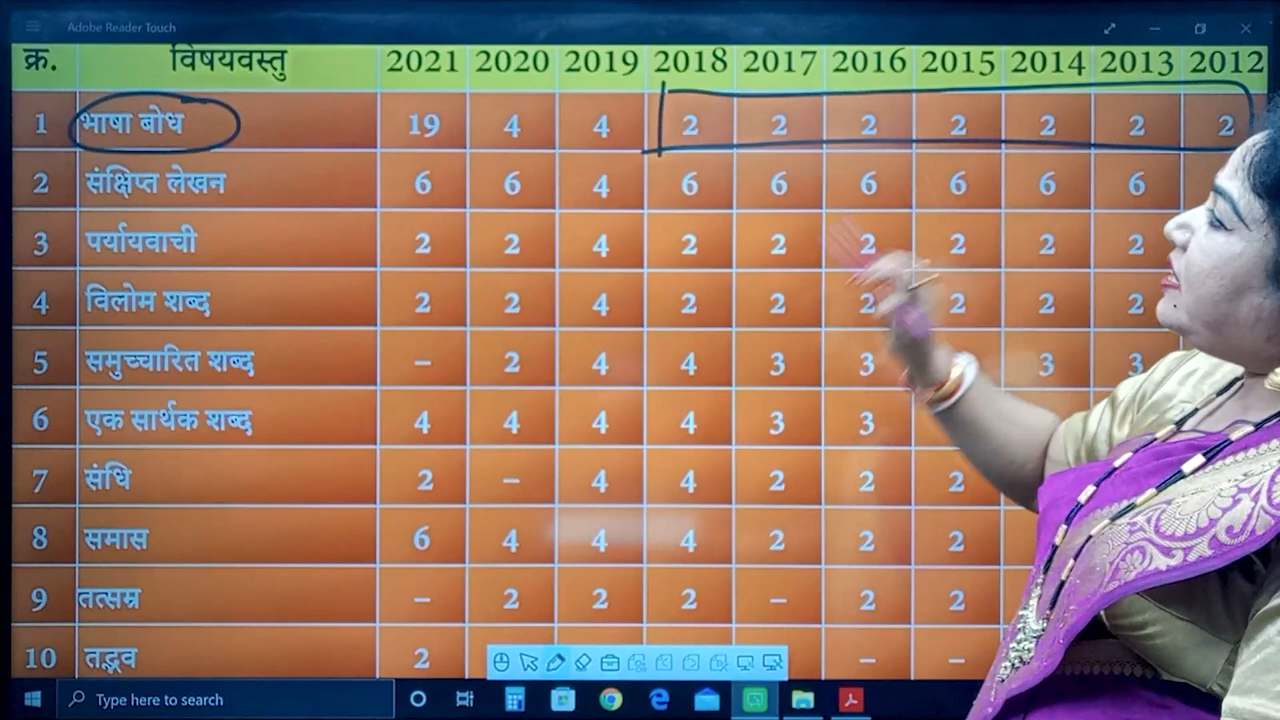 Adobe Reader Touch
क्र. विषयवस्तु 2021 2020 2019 2018 2017 2016 2015 2014 2013 2012
1 भाषा बोध 19 4 4 2 2 2 2 2 2 2
2 संक्षिप्त लेखन 6 6 4 6 6 6 6 6 6
3 पर्यायवाची 2 2 4 2 2 2 2 2 2
4 विलोम शब्द 2 2 4 2 2 2 2 2 2
5 समुच्चारित शब्द – 2 4 4 3 3 3 3
6 एक सार्थक शब्द 4 4 4 4 3 3
7 संधि 2 – 4 4 2 2 2
8 समास 6 4 4 4 2 2 2
9 तत्सम्र – 2 2 2 – 2 2
10 तद्भव 2 – –
Type here to search